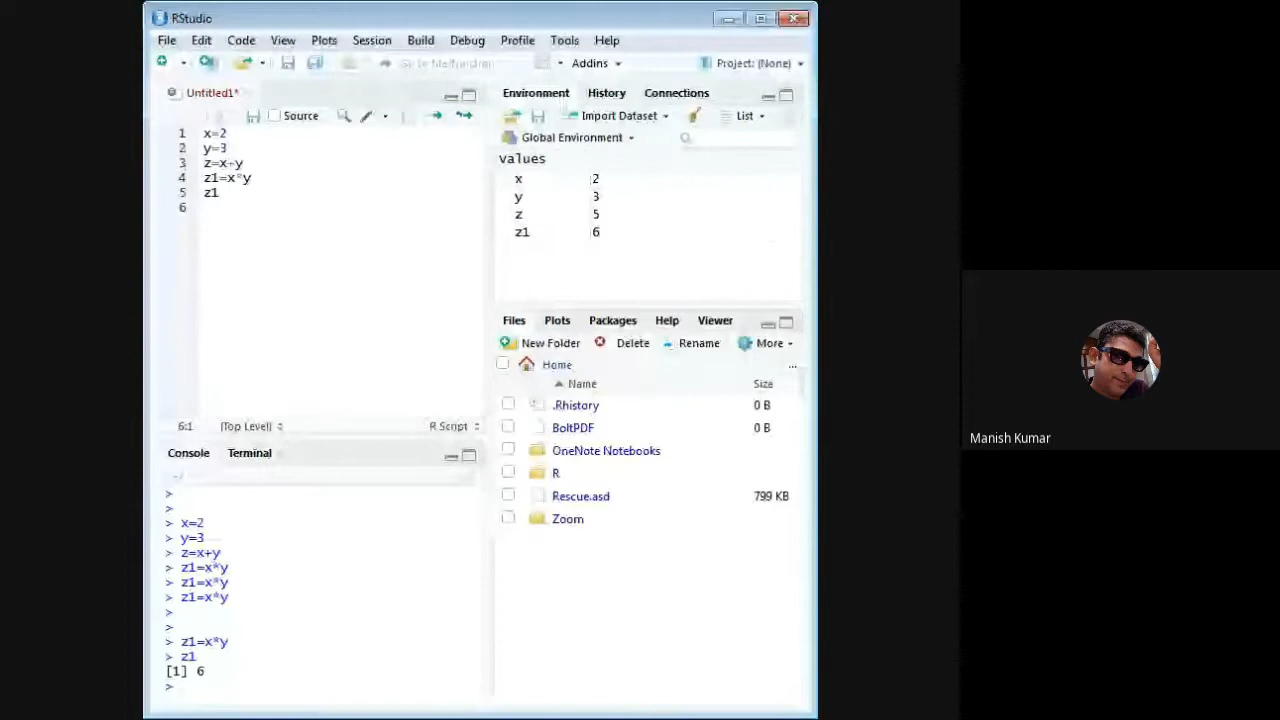 RStudio
File Edit Code View Plots Session Build Debug Profile Tools Help
Go to file/function Addins Project: (None)
Untitled1*
Source
1 x=2
2 y=3
3 z=x+y
4 z1=x*y
5 z1
6
6:1 (Top Level) R Script
Console Terminal
~/
>
>
> x=2
> y=3
> z=x+y
> z1=x*y
> z1=x*y
> z1=x*y
>
>
> z1=x*y
> z1
[1] 6
>
Environment History Connections
Import Dataset List
Global Environment
values
x 2
y 3
z 5
z1 6
Files Plots Packages Help Viewer
New Folder Delete Rename More
Home ...
Name Size
.Rhistory 0 B
BoltPDF 0 B
OneNote Notebooks
R
Rescue.asd 799 KB
Zoom
Manish Kumar